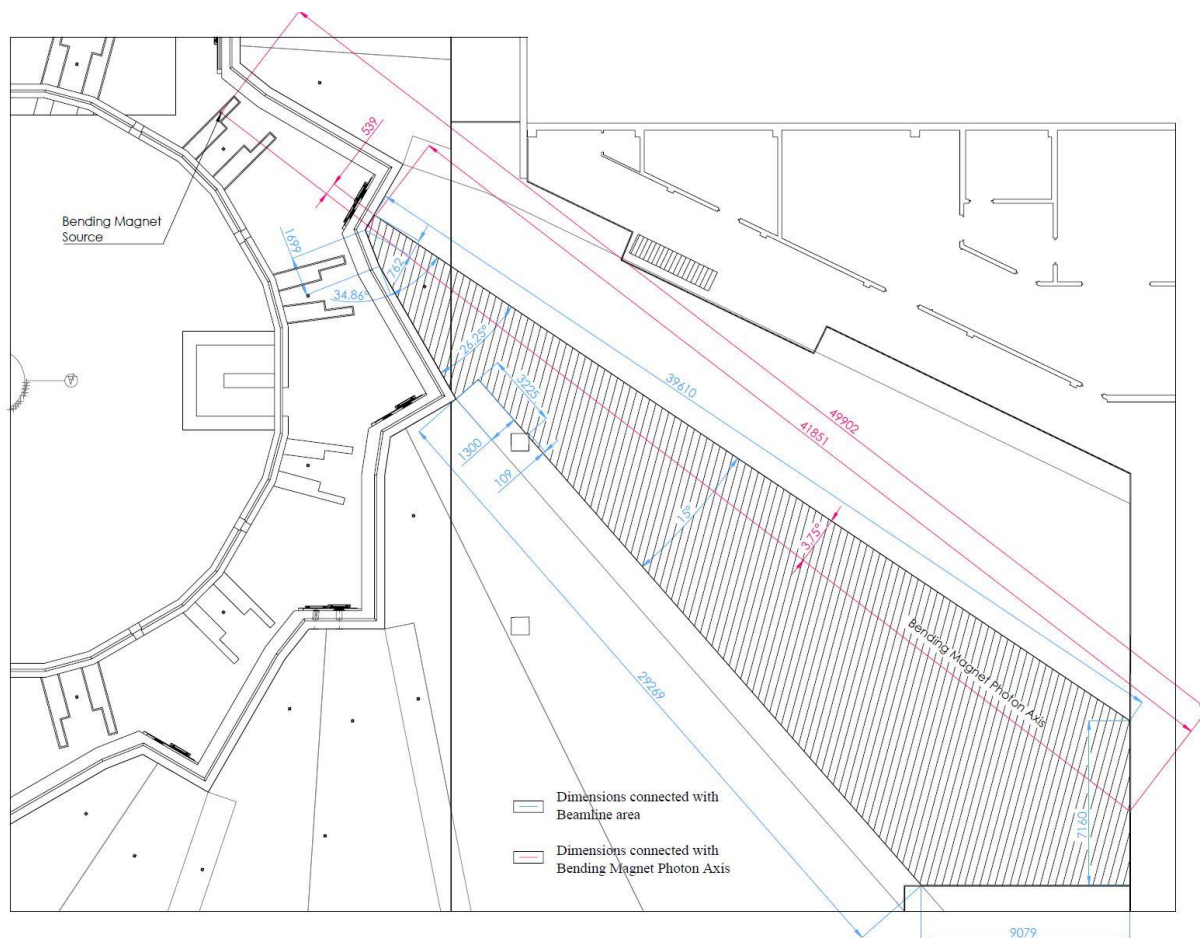 539
Bending Magnet
Source
1699
762
34,86°
26,25°
39610
49902
41851
3225
1300
109
15°
3,75°
Bending Magnet Photon Axis
29269
Dimensions connected with
Beamline area
Dimensions connected with
Bending Magnet Photon Axis
7160
9079